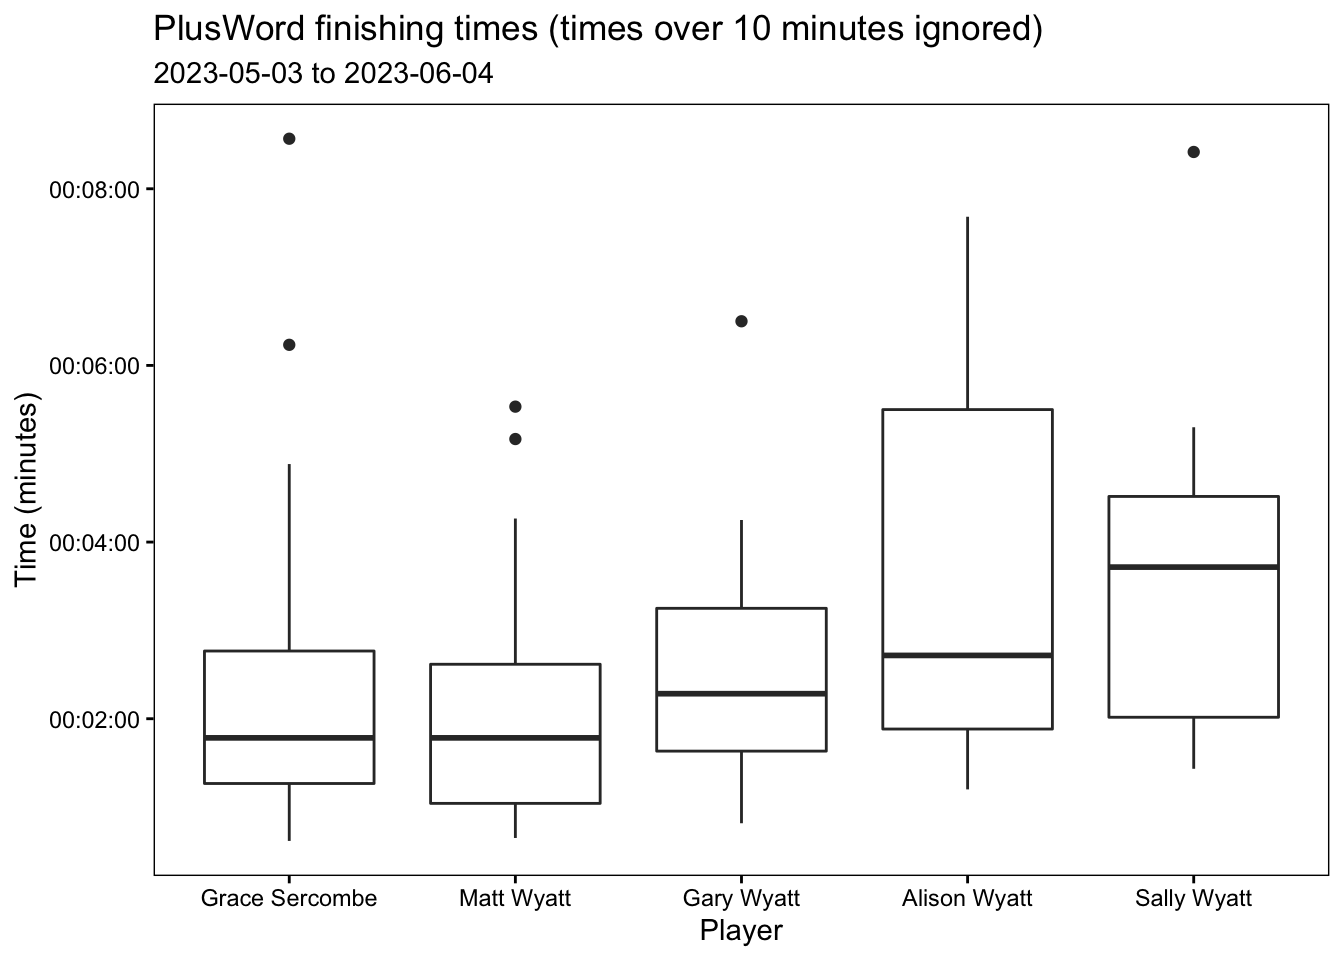 PlusWord finishing times (times over 10 minutes ignored)
2023-05-03 to 2023-06-04
Time (minutes)
00:08:00
00:06:00
00:04:00
00:02:00
Grace Sercombe
Matt Wyatt
Gary Wyatt
Alison Wyatt
Sally Wyatt
Player